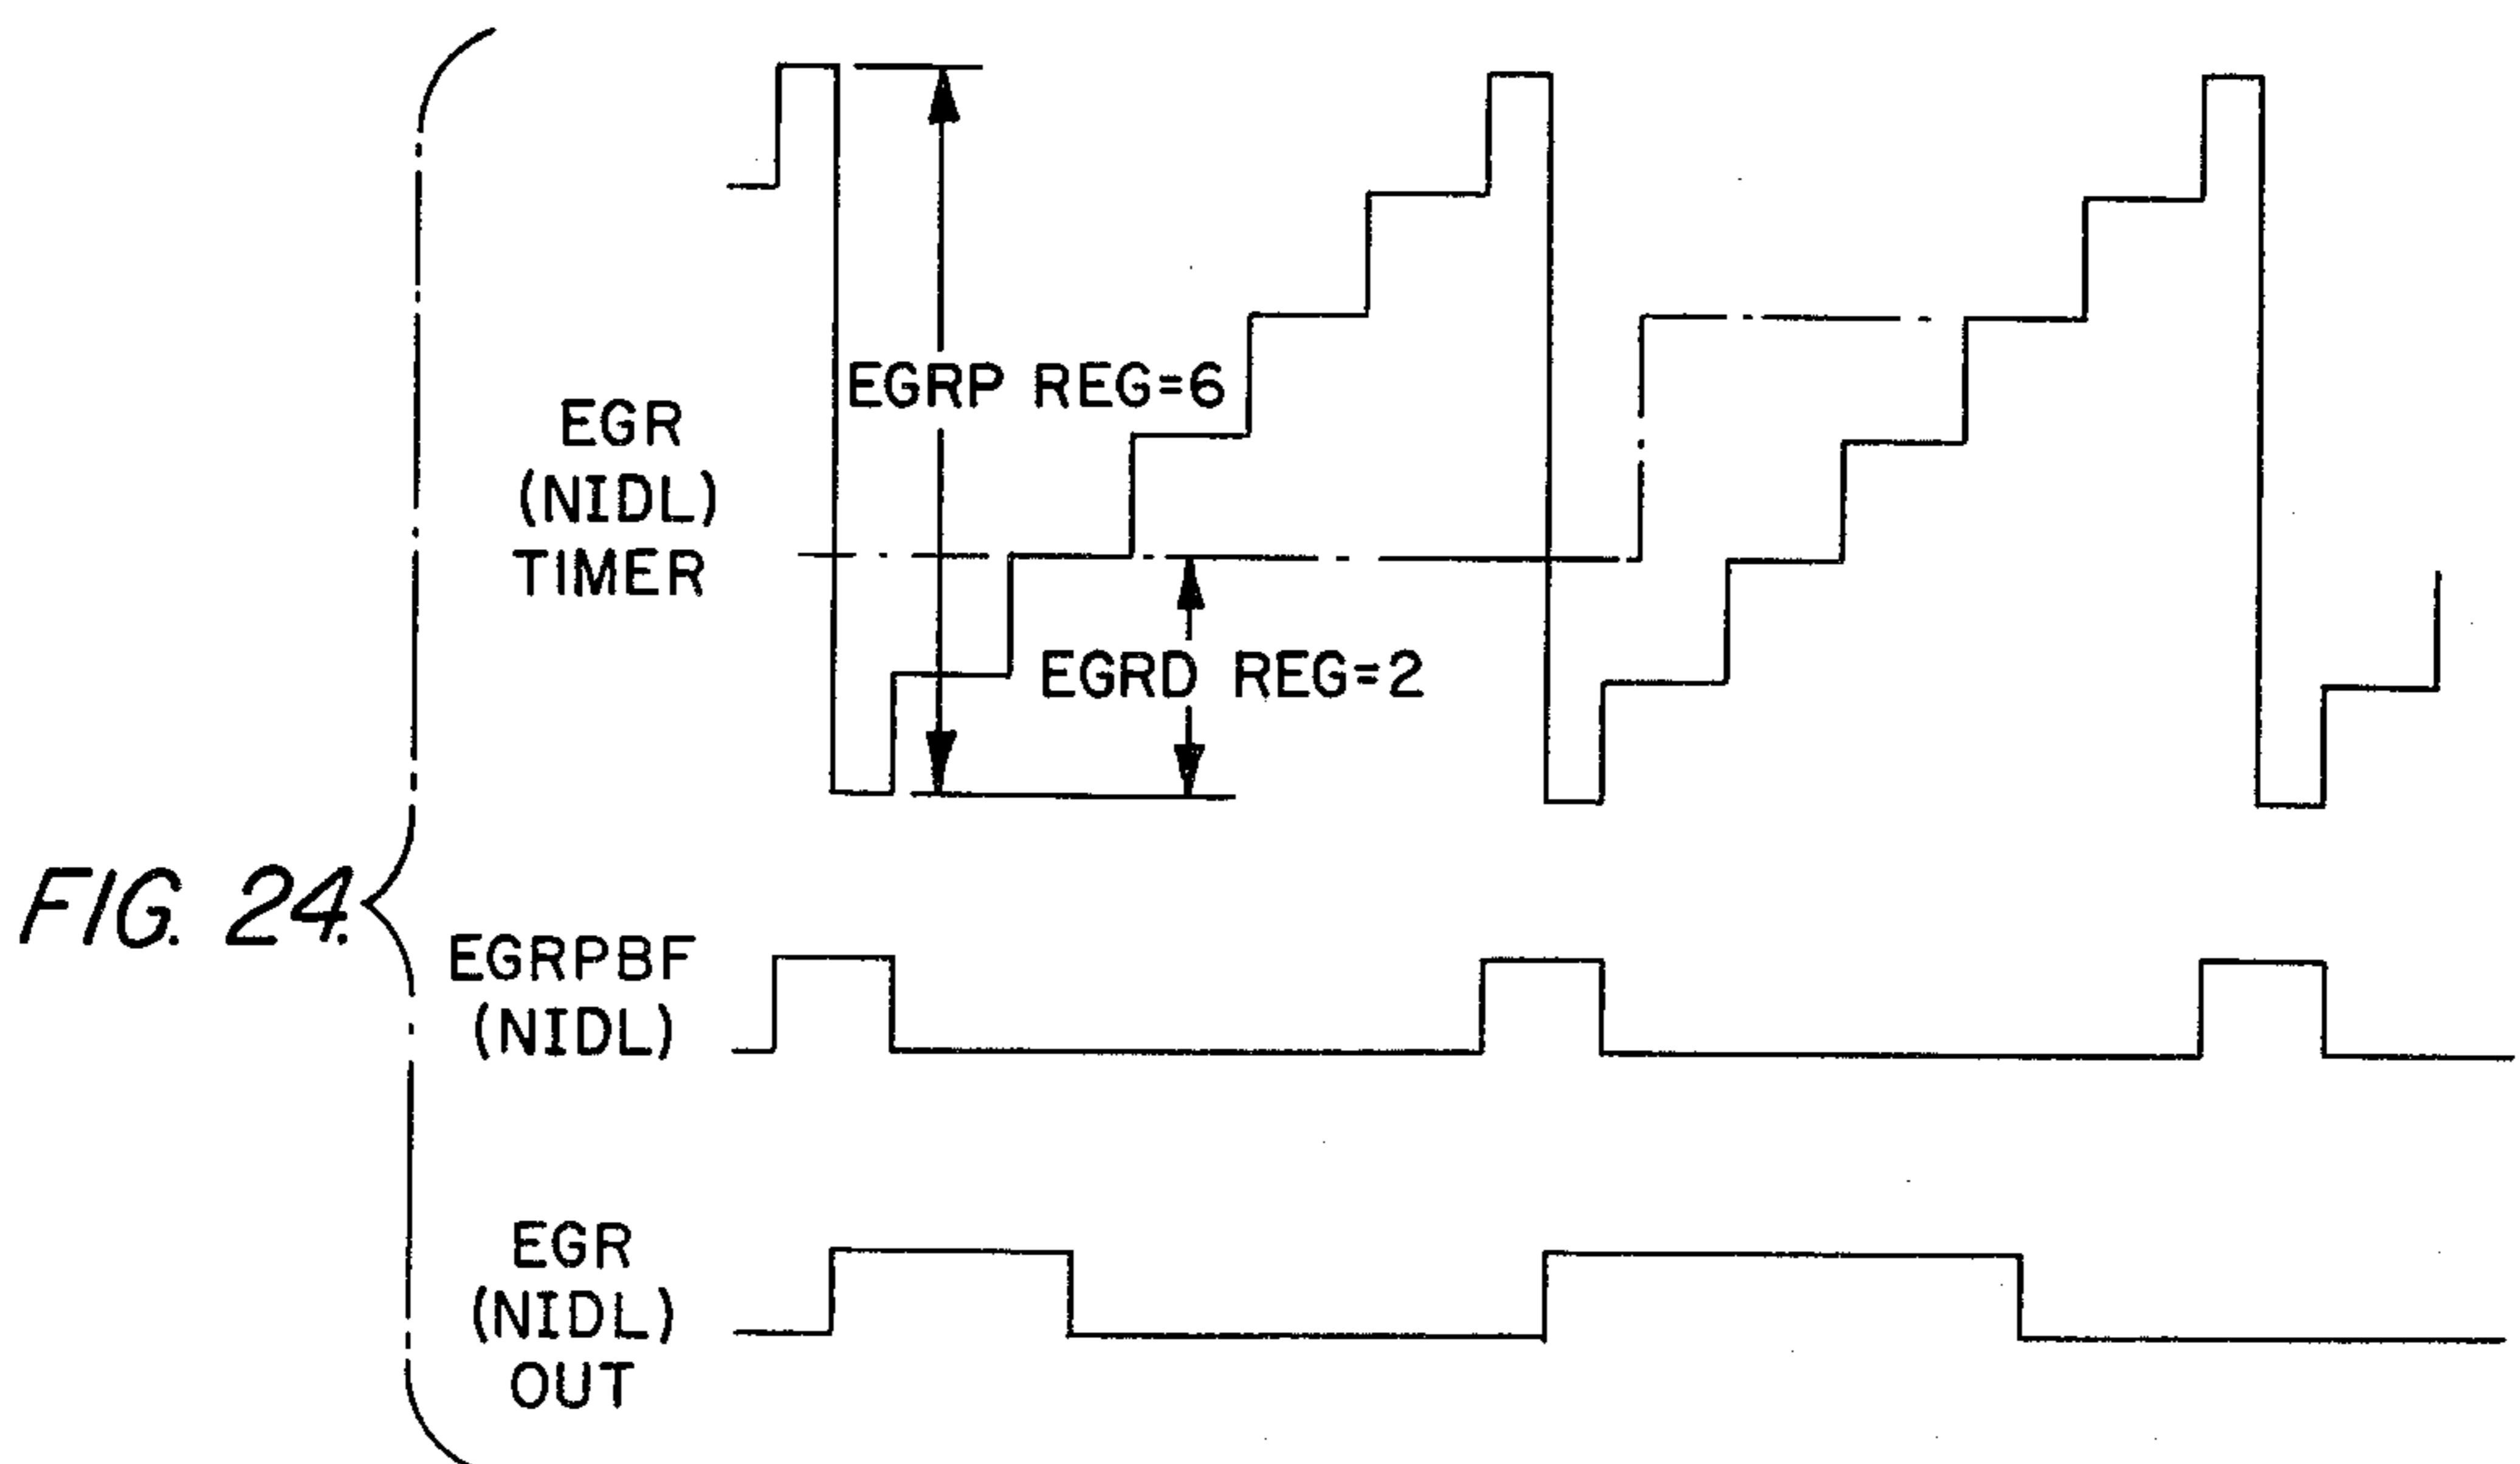 EGR
(NIDL)
TIMER
EGRP REG=6
EGRD REG=2
FIG. 24.
EGRPBF
(NIDL)
EGR
(NIDL)
OUT